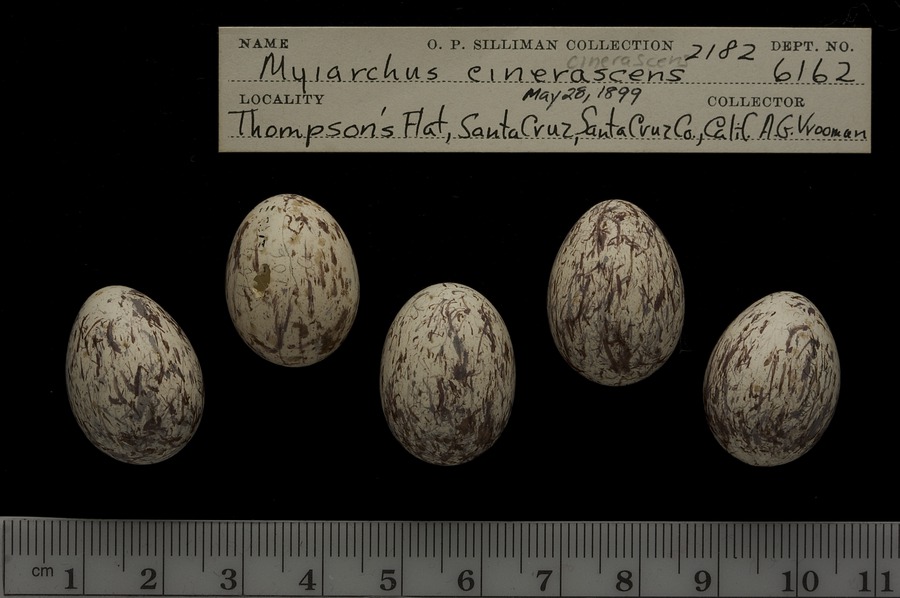 NAME O. P. SILLIMAN COLLECTION 2182 DEPT. NO.
cinerascens
Myiarchus cinerascens 6162
LOCALITY May 28, 1899 COLLECTOR
Thompson's Flat, Santa Cruz, Santa Cruz Co., Calif. A.G. Vrooman
cm 1 2 3 4 5 6 7 8 9 10 11